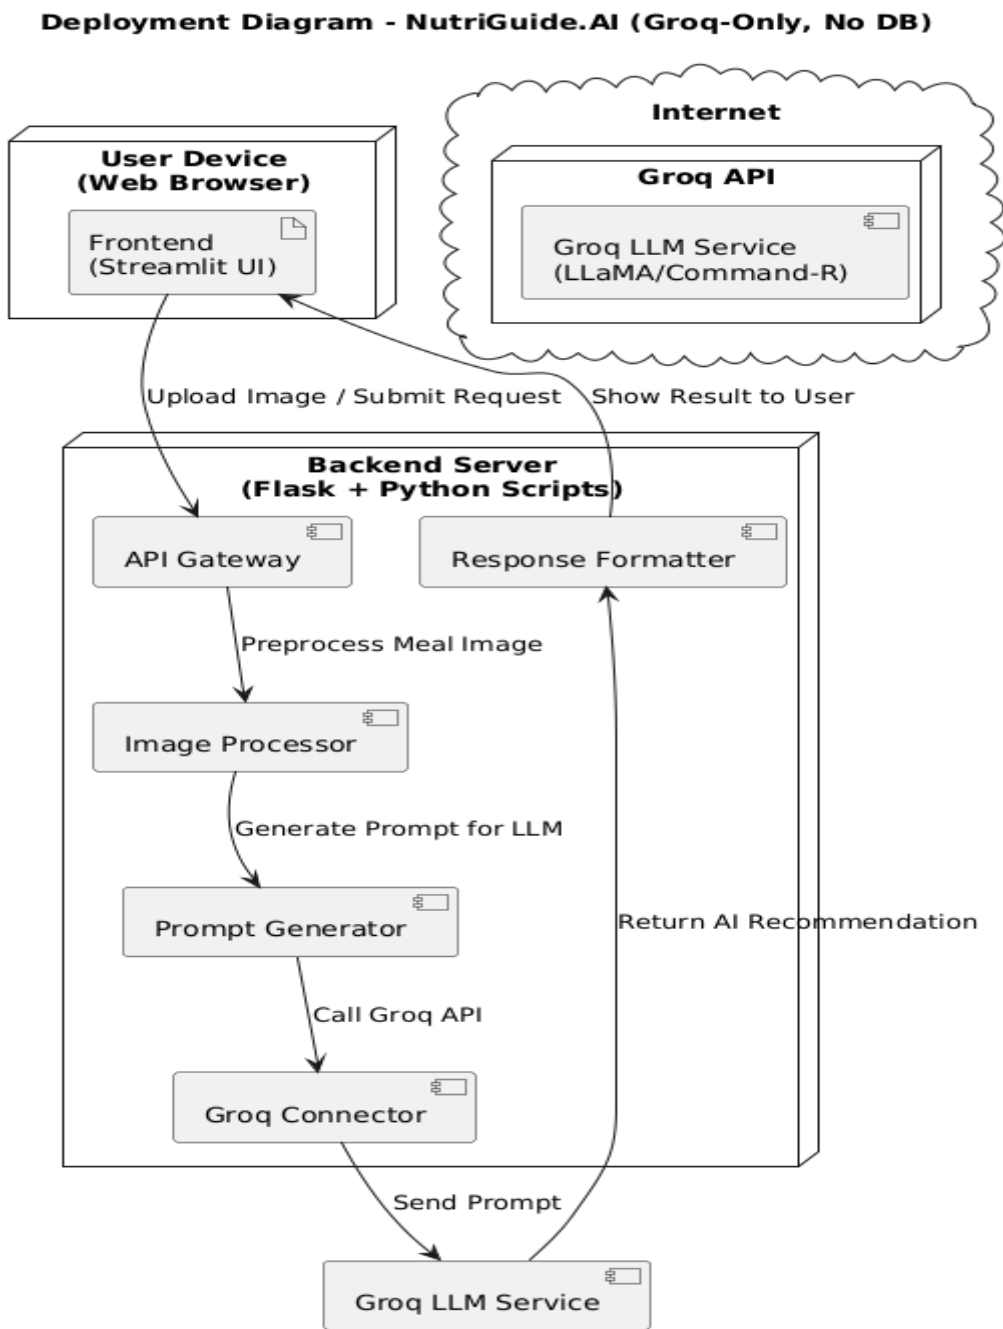 Deployment Diagram - NutriGuide.AI (Groq-Only, No DB)
Internet
User Device
(Web Browser)
Groq API
Frontend
(Streamlit UI)
Groq LLM Service
(LLaMA/Command-R)
Upload Image / Submit Request
Show Result to User
Backend Server
(Flask + Python Scripts)
API Gateway
Response Formatter
Preprocess Meal Image
Image Processor
Generate Prompt for LLM
Prompt Generator
Return AI Recommendation
Call Groq API
Groq Connector
Send Prompt
Groq LLM Service